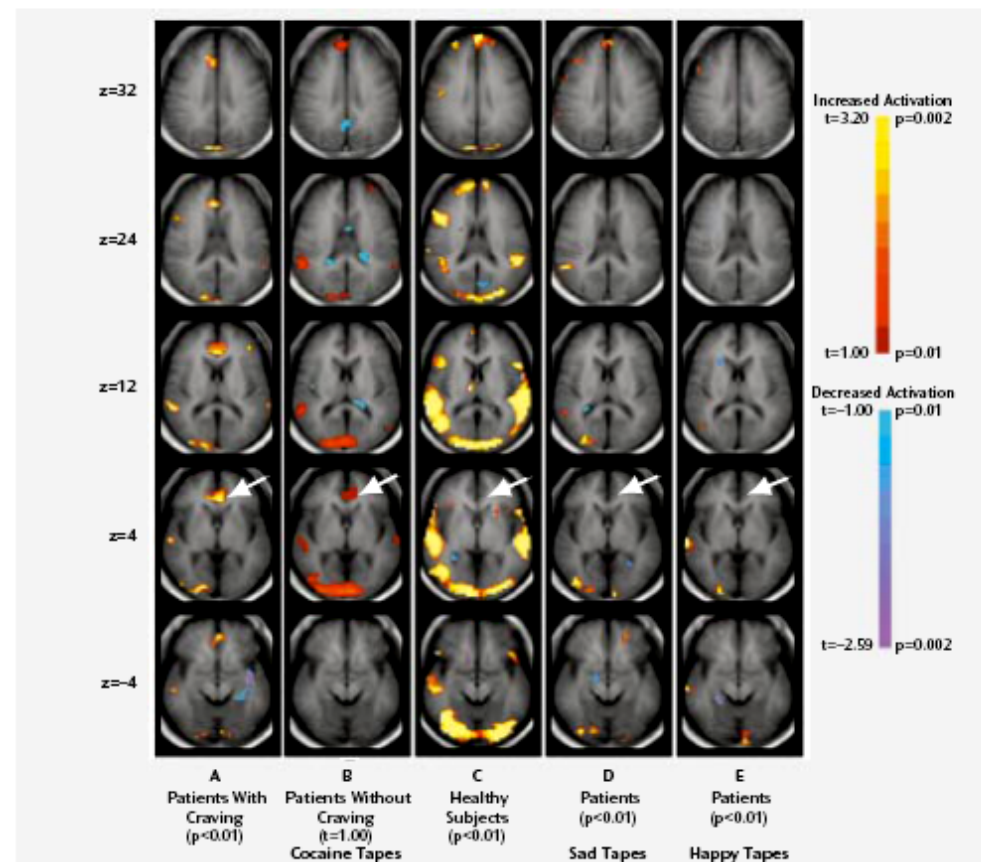 z=32
z=24
z=12
z=4
z=-4
Increased Activation
t=3.20 p=0.002
t=1.00 p=0.01
Decreased Activation
t=-1.00 p=0.01
t=-2.59 p=0.002
A
Patients With
Craving
(p<0.01)
B
Patients Without
Craving
(t=1.00)
Cocaine Tapes
C
Healthy
Subjects
(p<0.01)
D
Patients
(p<0.01)
Sad Tapes
E
Patients
(p<0.01)
Happy Tapes